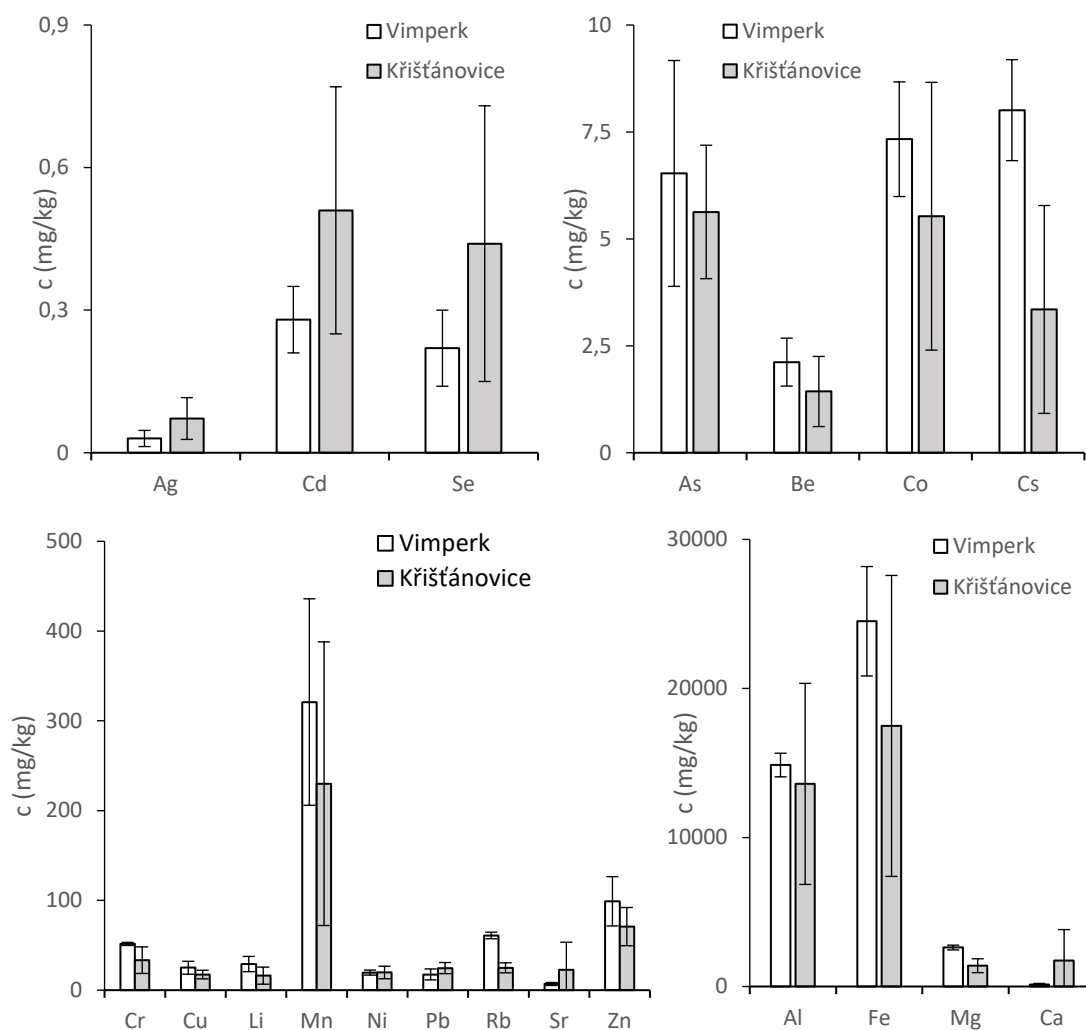 0,9
0,6
0,3
0
c (mg/kg)
Vimperk
Křišťánovice
Ag Cd Se
10
7,5
5
2,5
0
c (mg/kg)
Vimperk
Křišťánovice
As Be Co Cs
500
400
300
200
100
0
c (mg/kg)
Vimperk
Křišťánovice
Cr Cu Li Mn Ni Pb Rb Sr Zn
30000
20000
10000
0
c (mg/kg)
Vimperk
Křišťánovice
Al Fe Mg Ca